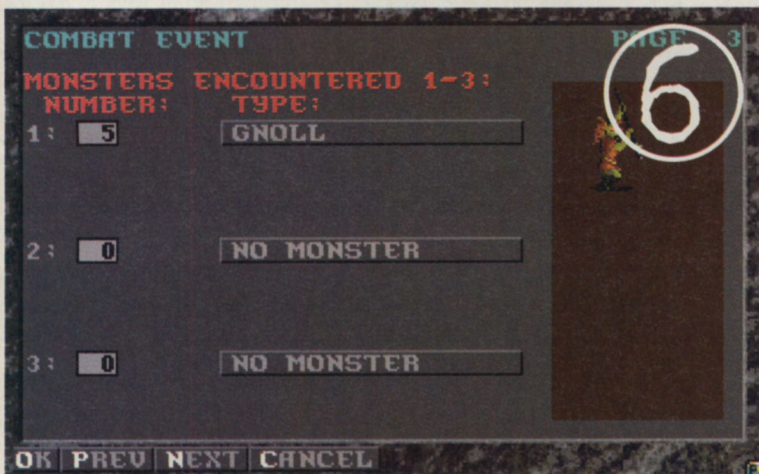 COMBAT EVENT PAGE 3
6
MONSTERS ENCOUNTERED 1-3:
NUMBER: TYPE:
1: 5 GNOLL
2: 0 NO MONSTER
3: 0 NO MONSTER
OK PREV NEXT CANCEL